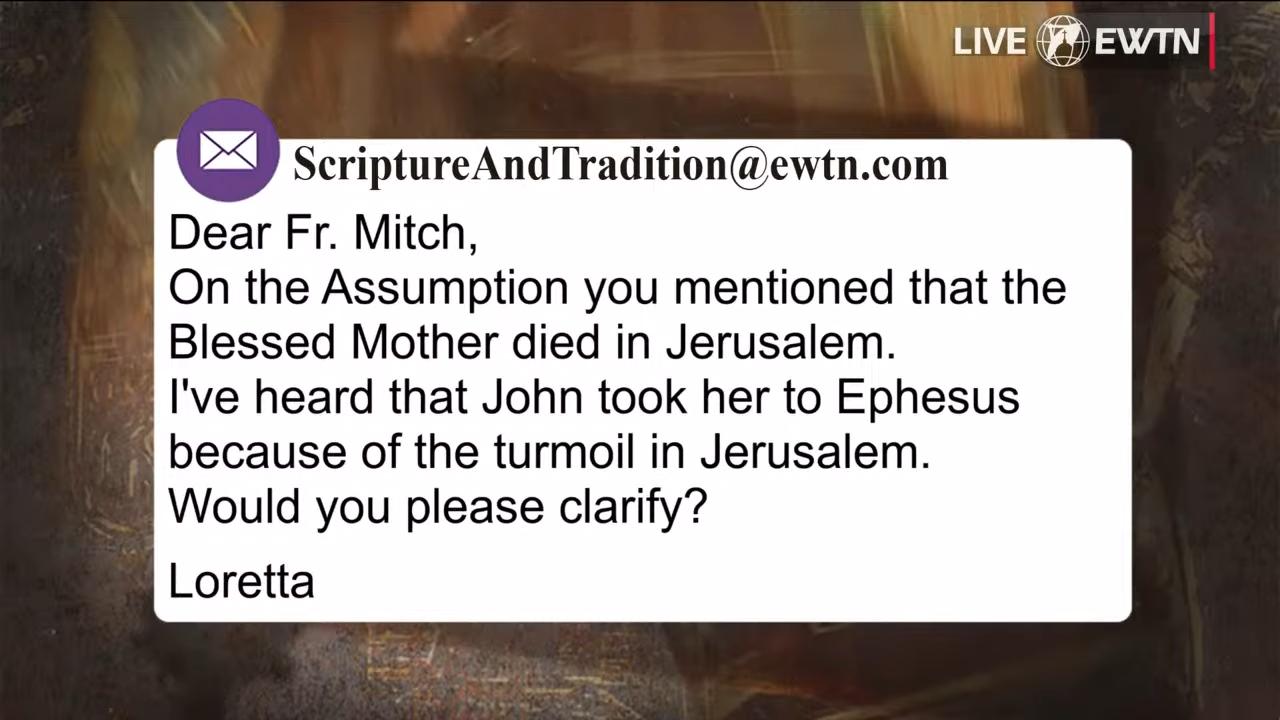 LIVE EWTN
ScriptureAndTradition@ewtn.com
Dear Fr. Mitch,
On the Assumption you mentioned that the
Blessed Mother died in Jerusalem.
I've heard that John took her to Ephesus
because of the turmoil in Jerusalem.
Would you please clarify?
Loretta